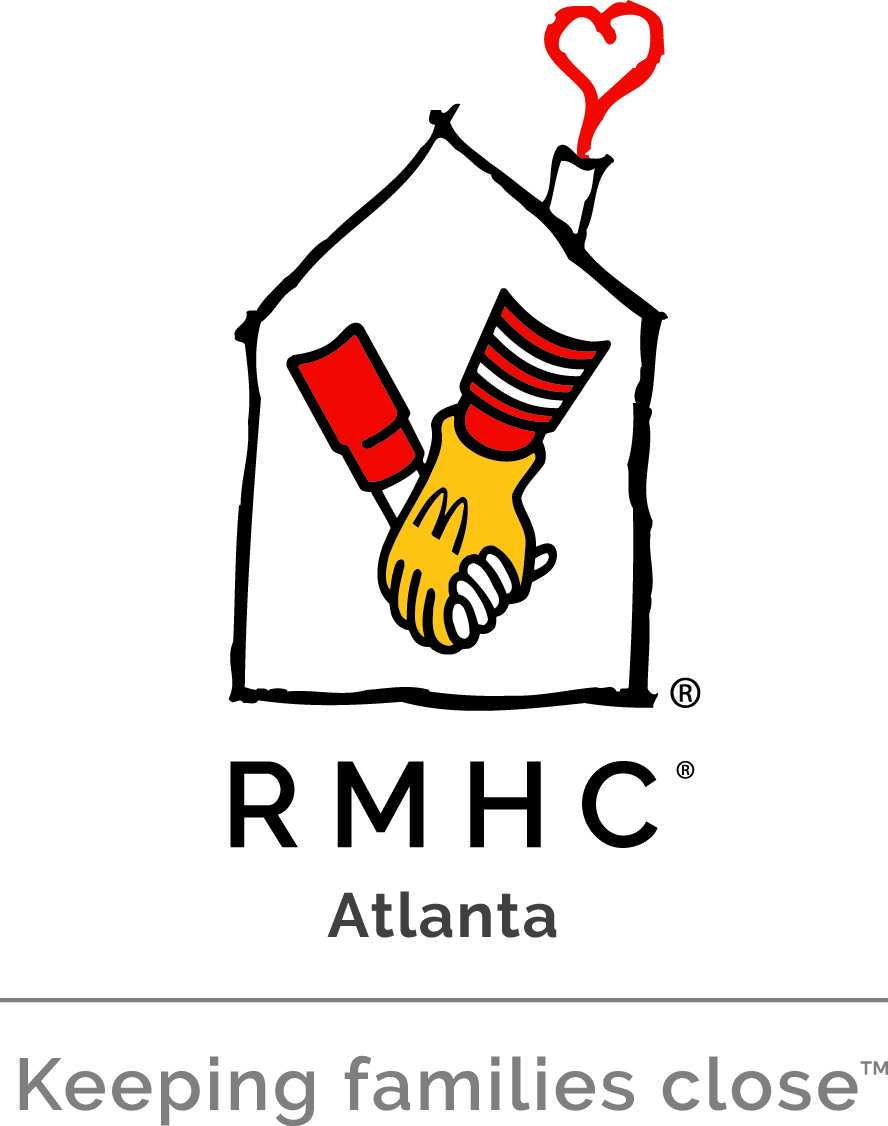 ®
RMHC®
Atlanta
Keeping families close™